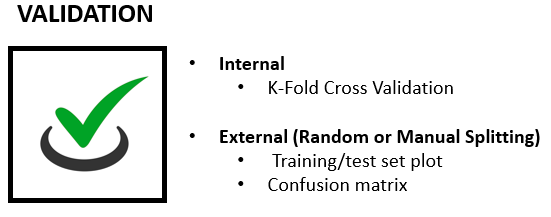 VALIDATION
• Internal
• K-Fold Cross Validation
• External (Random or Manual Splitting)
• Training/test set plot
• Confusion matrix